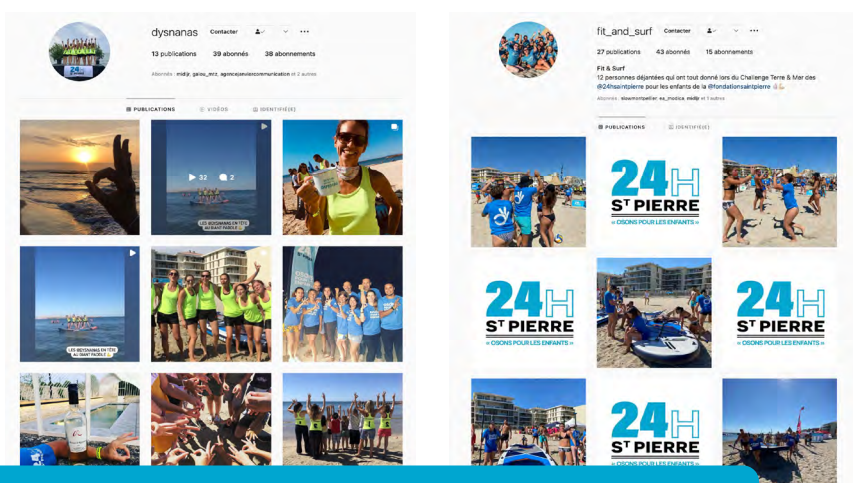 dysnanas Contacter
13 publications 39 abonnés 38 abonnements
PUBLICATIONS VIDÉOS IDENTIFIÉ(E)
32 2
LES #DYSNANAS EN TÊTE
AU GIANT PADDLE
LES #DYSNANAS EN TÊTE
AU GIANT PADDLE
fit_and_surf Contacter
27 publications 43 abonnés 15 abonnements
Fit & Surf
12 personnes déjantées qui ont tout donné lors du Challenge Terre & Mer des
@24hsaintpierre pour les enfants de la @fondationsaintpierre
PUBLICATIONS IDENTIFIÉ(E)
24H
ST PIERRE
« OSONS POUR LES ENFANTS »
24H
ST PIERRE
« OSONS POUR LES ENFANTS »
24H
ST PIERRE
« OSONS POUR LES ENFANTS »
24H
ST PIERRE
« OSONS POUR LES ENFANTS »